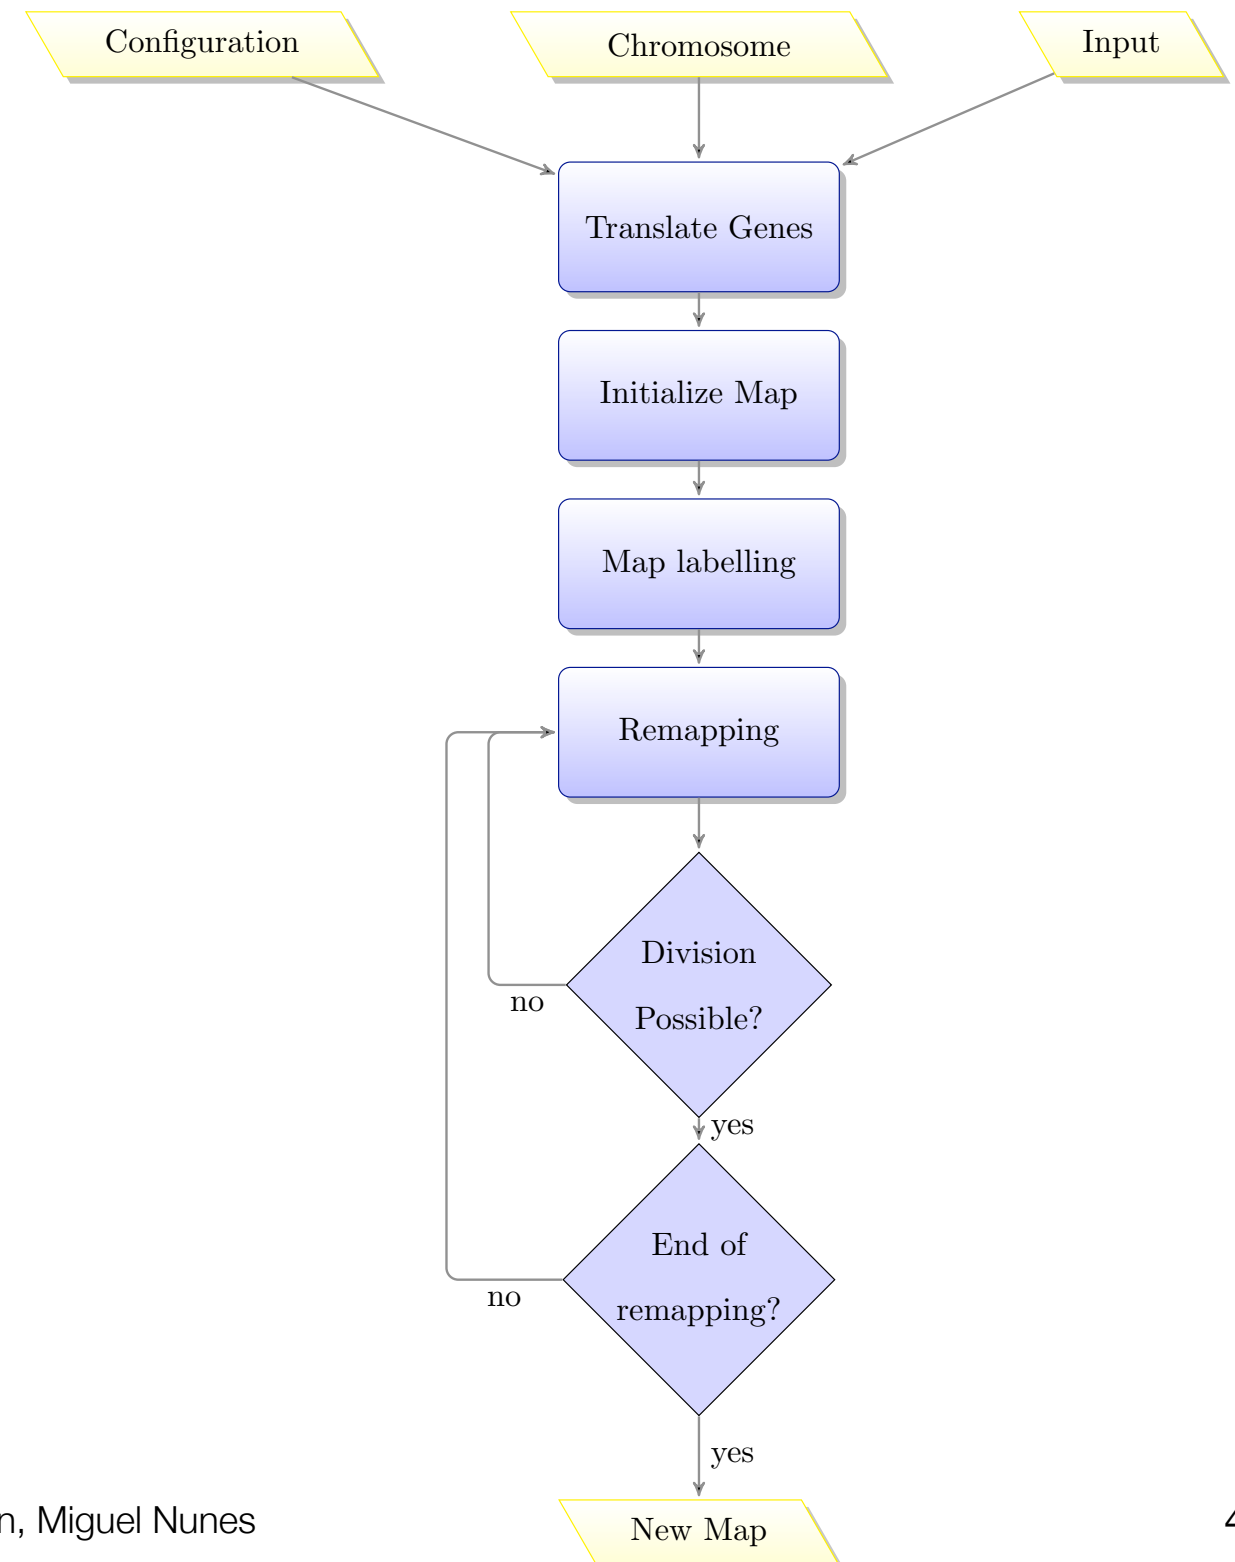 Configuration
Chromosome
Input
Translate Genes
Initialize Map
Map labelling
Remapping
Division
Possible?
no
yes
End of
remapping?
no
yes
New Map
Miguel Nunes